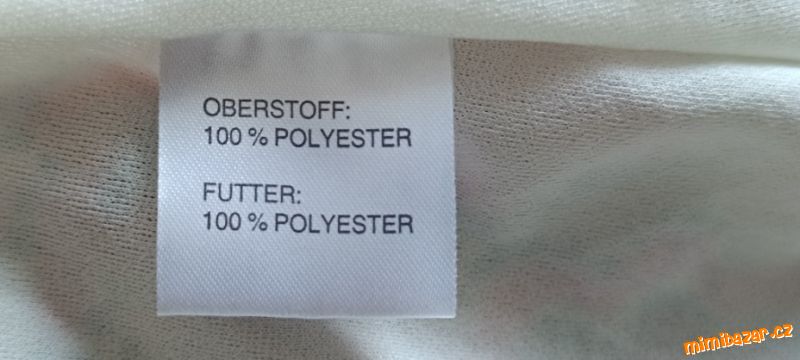 OBERSTOFF:
100 % POLYESTER
FUTTER:
100 % POLYESTER
mimibazar.cz